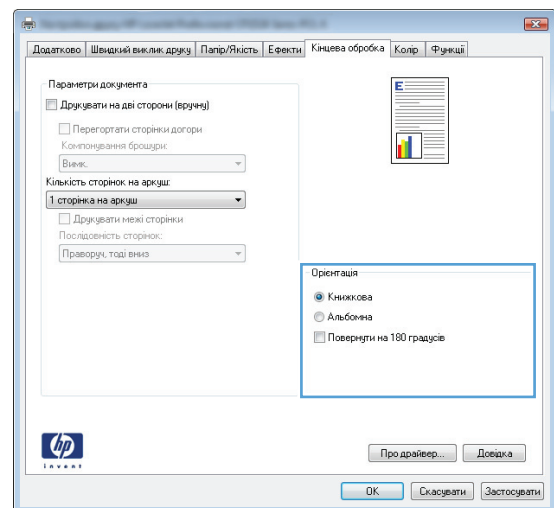 Додатково Швидкий виклик друку Папір/Якість Ефекти Кінцева обробка Колір Функції
Параметри документа
Друкувати на дві сторони (вручну)
Перегортати сторінки догори
Компонування брошури:
Вимк.
Кількість сторінок на аркуш:
1 сторінка на аркуш
Друкувати межі сторінки
Послідовність сторінок:
Праворуч, тоді вниз
E
Орієнтація
Книжкова
Альбомна
Повернути на 180 градусів
hp
invent
Про драйвер... Довідка
OK Скасувати Застосувати